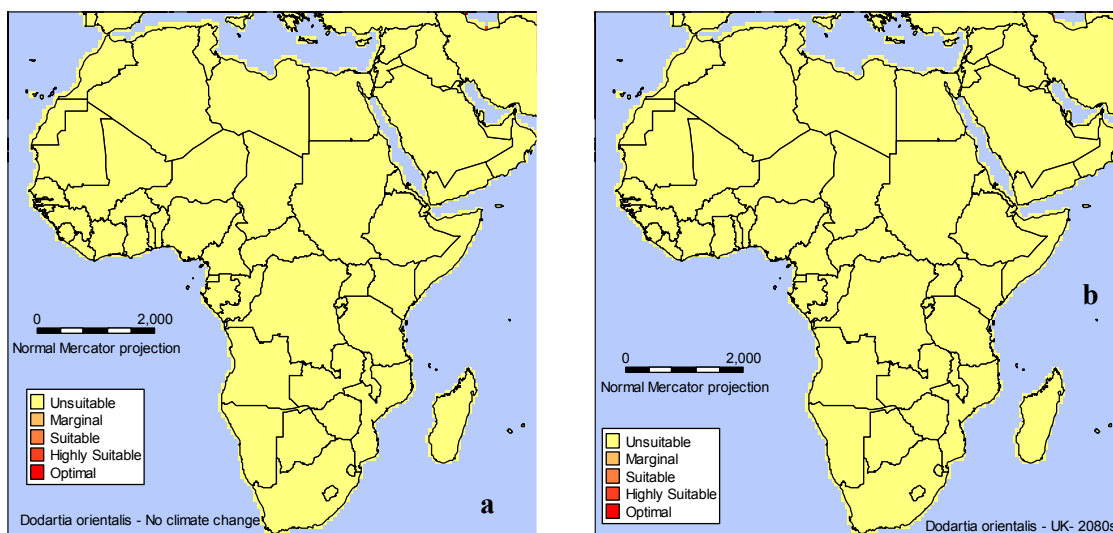 0 2,000
Normal Mercator projection
Unsuitable
Marginal
Suitable
Highly Suitable
Optimal
Dodartia orientalis - No climate change
a
b
0 2,000
Normal Mercator projection
Unsuitable
Marginal
Suitable
Highly Suitable
Optimal
Dodartia orientalis - UK- 2080s